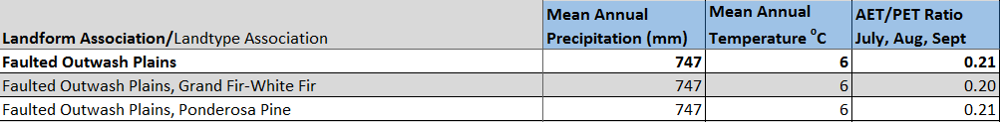 Landform Association/Landtype Association Mean Annual Precipitation (mm) Mean Annual Temperature °C AET/PET Ratio July, Aug, Sept
Faulted Outwash Plains 747 6 0.21
Faulted Outwash Plains, Grand Fir-White Fir 747 6 0.20
Faulted Outwash Plains, Ponderosa Pine 747 6 0.21